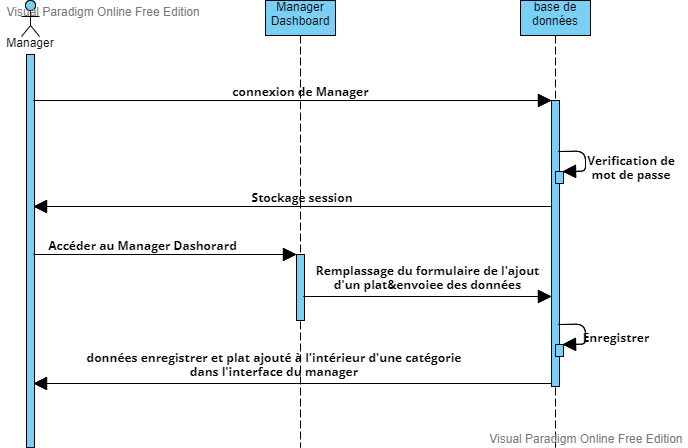 Visual Paradigm Online Free Edition
Manager
Manager
Dashboard
base de
données
connexion de Manager
Verification de
mot de passe
Stockage session
Accéder au Manager Dashorard
Remplassage du formulaire de l'ajout
d'un plat&envoiee des données
Enregistrer
données enregistrer et plat ajouté à l'intérieur d'une catégorie
dans l'interface du manager
Visual Paradigm Online Free Edition